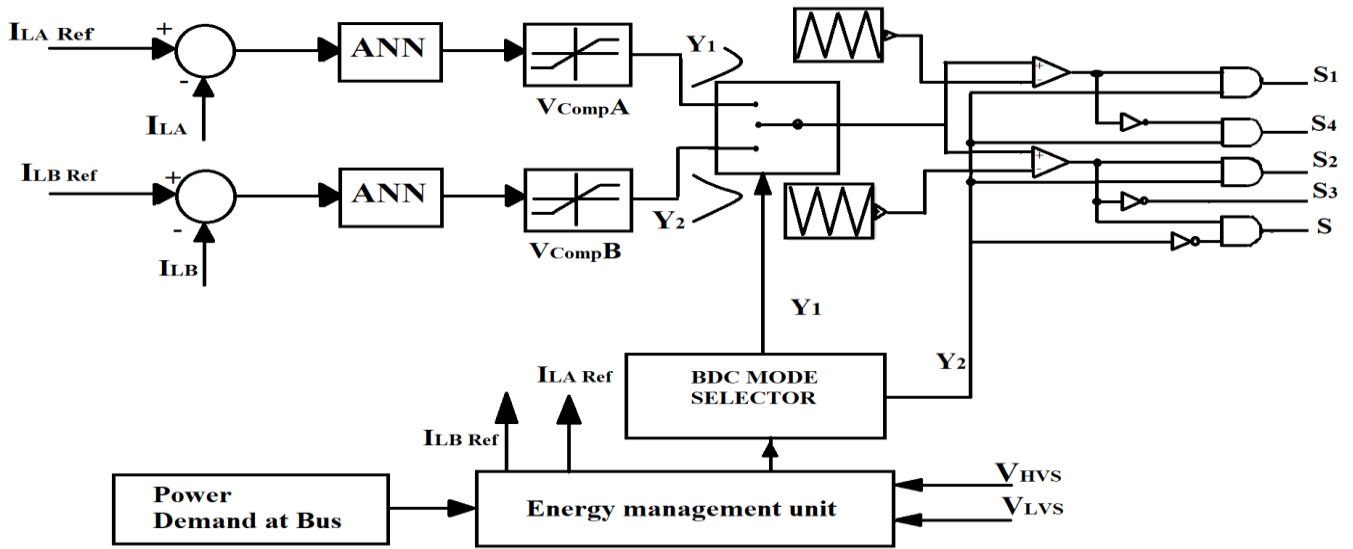 ILA Ref
+
-
ILA
ANN
VCompA
Y1
+
-
S1
S4
ILB Ref
+
-
ILB
ANN
VCompB
Y2
+
-
S2
S3
S
Y1
Y2
BDC MODE
SELECTOR
ILA Ref
ILB Ref
Power
Demand at Bus
Energy management unit
VHVS
VLVS